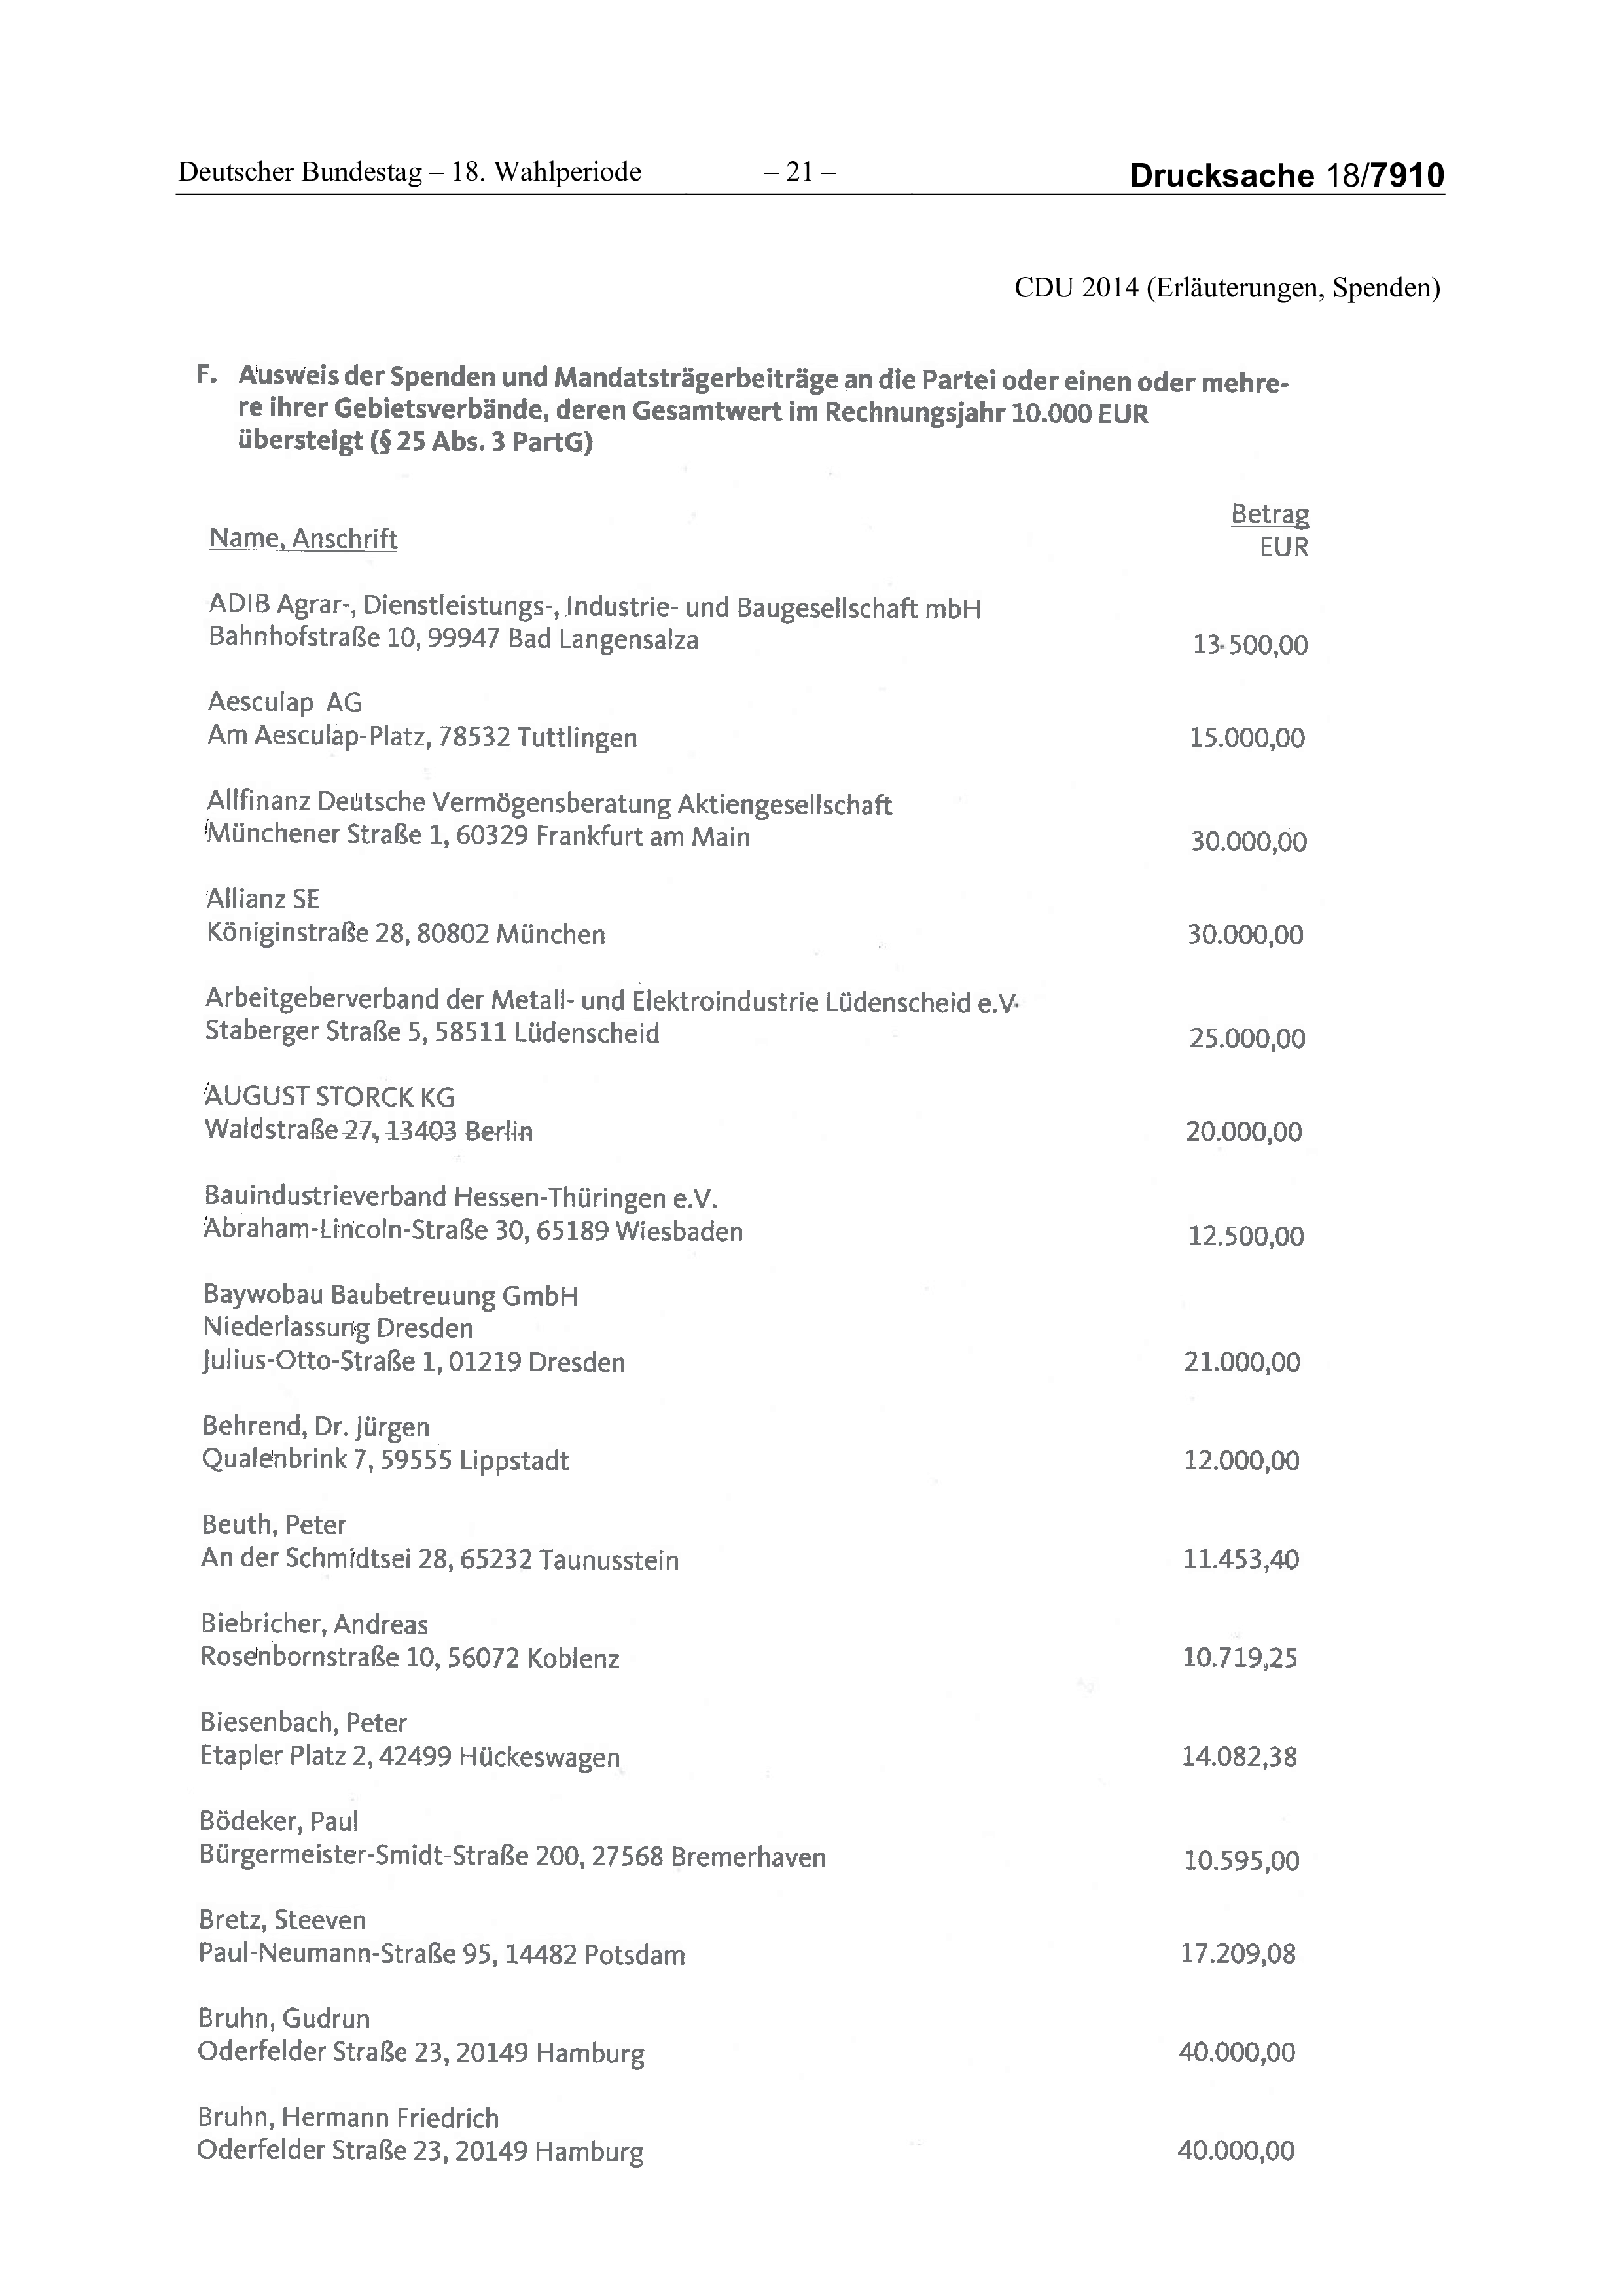 Deutscher Bundestag – 18. Wahlperiode – 21 – Drucksache 18/7910
CDU 2014 (Erläuterungen, Spenden)
F. Ausweis der Spenden und Mandatsträgerbeiträge an die Partei oder einen oder mehre-
re ihrer Gebietsverbände, deren Gesamtwert im Rechnungsjahr 10.000 EUR
übersteigt (§ 25 Abs. 3 PartG)
Betrag
Name, Anschrift
EUR
ADIB Agrar-, Dienstleistungs-, Industrie- und Baugesellschaft mbH
Bahnhofstraße 10, 99947 Bad Langensalza 13.500,00
Aesculap AG
Am Aesculap-Platz, 78532 Tuttlingen 15.000,00
Allfinanz Deutsche Vermögensberatung Aktiengesellschaft
Münchener Straße 1, 60329 Frankfurt am Main 30.000,00
Allianz SE
Königinstraße 28, 80802 München 30.000,00
Arbeitgeberverband der Metall- und Elektroindustrie Lüdenscheid e.V.
Staberger Straße 5, 58511 Lüdenscheid 25.000,00
AUGUST STORCK KG
Waldstraße 27, 13403 Berlin 20.000,00
Bauindustrieverband Hessen-Thüringen e.V.
Abraham-Lincoln-Straße 30, 65189 Wiesbaden 12.500,00
Baywobau Baubetreuung GmbH
Niederlassung Dresden
Julius-Otto-Straße 1, 01219 Dresden 21.000,00
Behrend, Dr. Jürgen
Qualenbrink 7, 59555 Lippstadt 12.000,00
Beuth, Peter
An der Schmidtsei 28, 65232 Taunusstein 11.453,40
Biebricher, Andreas
Rosenbornstraße 10, 56072 Koblenz 10.719,25
Biesenbach, Peter
Etapler Platz 2, 42499 Hückeswagen 14.082,38
Bödeker, Paul
Bürgermeister-Smidt-Straße 200, 27568 Bremerhaven 10.595,00
Bretz, Steeven
Paul-Neumann-Straße 95, 14482 Potsdam 17.209,08
Bruhn, Gudrun
Oderfelder Straße 23, 20149 Hamburg 40.000,00
Bruhn, Hermann Friedrich
Oderfelder Straße 23, 20149 Hamburg 40.000,00